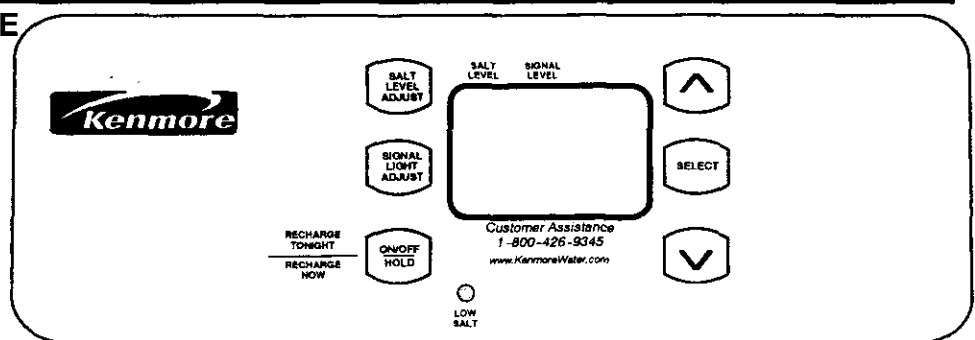 E
Kenmore
SALT
LEVEL
ADJUST
SALT
LEVEL
SIGNAL
LEVEL
SIGNAL
LIGHT
ADJUST
SELECT
RECHARGE
TONIGHT
RECHARGE
NOW
ON/OFF
HOLD
Customer Assistance
1-800-426-9345
www.KenmoreWater.com
LOW
SALT